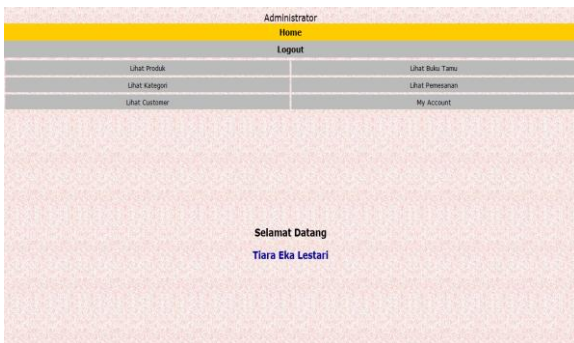 Administrator
Home
Logout
Lihat Produk Lihat Buku Tamu
Lihat Kategori Lihat Pemesanan
Lihat Customer My Account
Selamat Datang
Tiara Eka Lestari